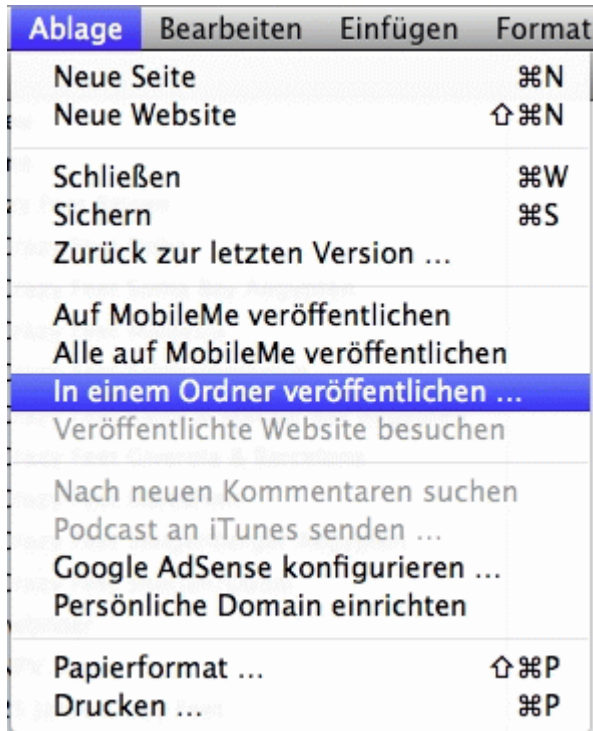 Ablage Bearbeiten Einfügen Format
Neue Seite ⌘N
Neue Website ⇧⌘N
Schließen ⌘W
Sichern ⌘S
Zurück zur letzten Version ...
Auf MobileMe veröffentlichen
Alle auf MobileMe veröffentlichen
In einem Ordner veröffentlichen ...
Veröffentlichte Website besuchen
Nach neuen Kommentaren suchen
Podcast an iTunes senden ...
Google AdSense konfigurieren ...
Persönliche Domain einrichten
Papierformat ... ⇧⌘P
Drucken ... ⌘P